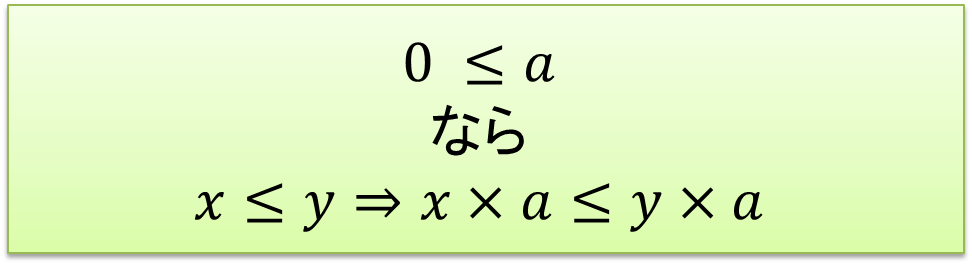 0 ≤ a
なら
x ≤ y ⇒ x × a ≤ y × a